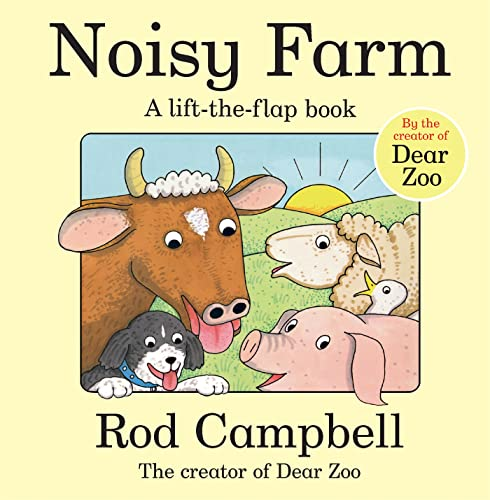 Noisy Farm
A lift-the-flap book
By the
creator of
Dear
Zoo
Rod Campbell
The creator of Dear Zoo